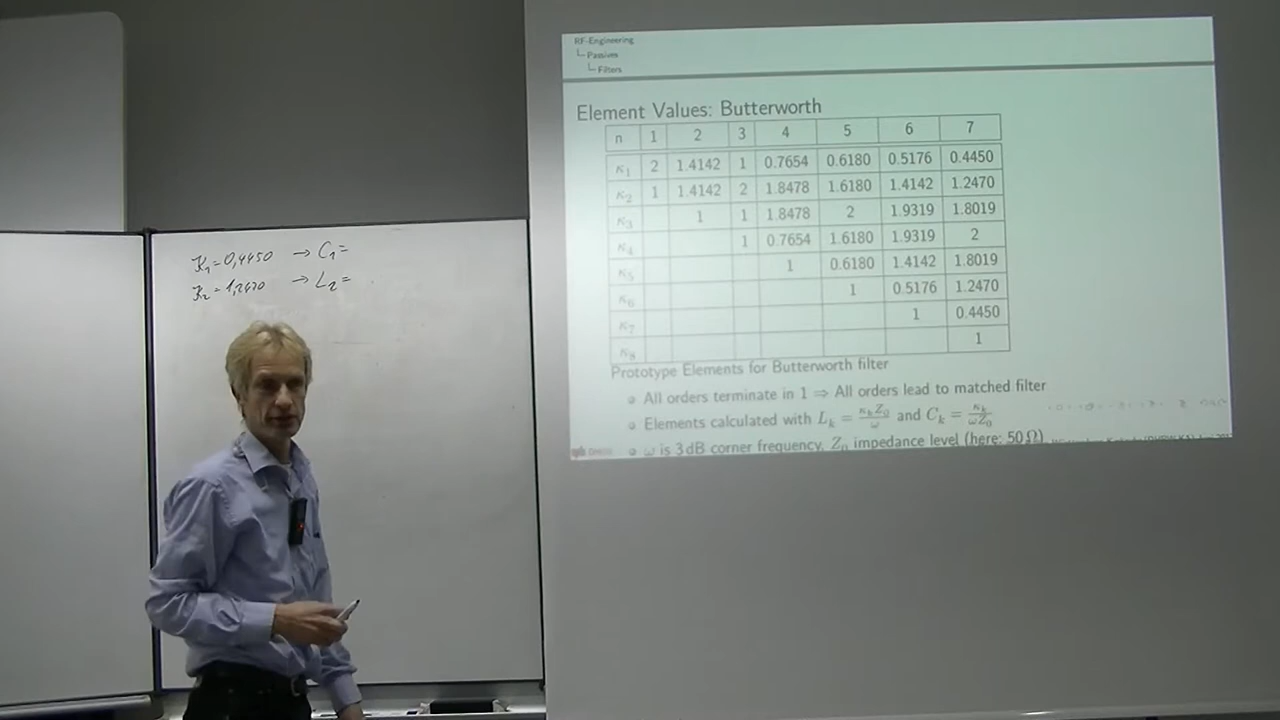 RF-Engineering
Passives
Filters
Element Values: Butterworth
n 1 2 3 4 5 6 7
κ1 2 1.4142 1 0.7654 0.6180 0.5176 0.4450
κ2 1 1.4142 2 1.8478 1.6180 1.4142 1.2470
κ3 1 1 1.8478 2 1.9319 1.8019
κ4 1 0.7654 1.6180 1.9319 2
κ5 1 0.6180 1.4142 1.8019
κ6 1 0.5176 1.2470
κ7 1 0.4450
κ8 1
Prototype Elements for Butterworth filter
All orders terminate in 1 ⇒ All orders lead to matched filter
Elements calculated with Lk = κkZ0/ω and Ck = κk/ωZ0
ω is 3 dB corner frequency, Z0 impedance level (here: 50 Ω)
K1=0,4450 → C1=
K2=1,2470 → L2=